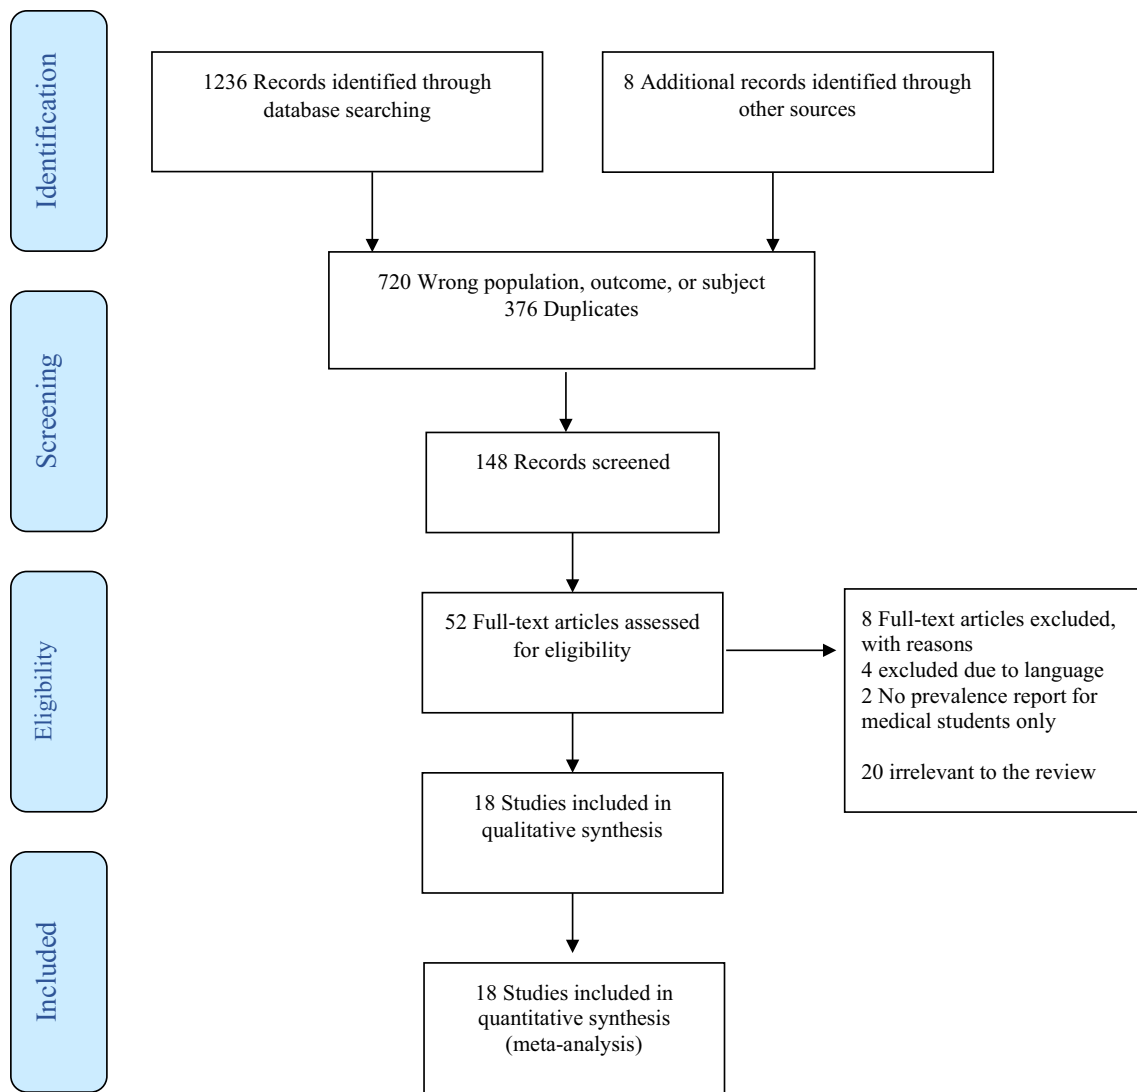 Identification
1236 Records identified through
database searching
8 Additional records identified through
other sources
720 Wrong population, outcome, or subject
376 Duplicates
Screening
148 Records screened
Eligibility
52 Full-text articles assessed
for eligibility
8 Full-text articles excluded,
with reasons
4 excluded due to language
2 No prevalence report for
medical students only
20 irrelevant to the review
18 Studies included in
qualitative synthesis
Included
18 Studies included in
quantitative synthesis
(meta-analysis)